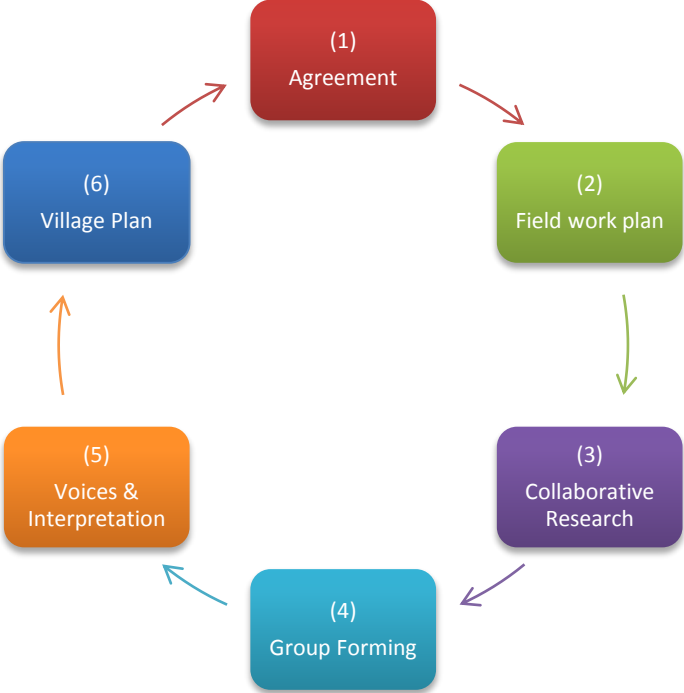 (1)
Agreement
(2)
Field work plan
(3)
Collaborative
Research
(4)
Group Forming
(5)
Voices &
Interpretation
(6)
Village Plan